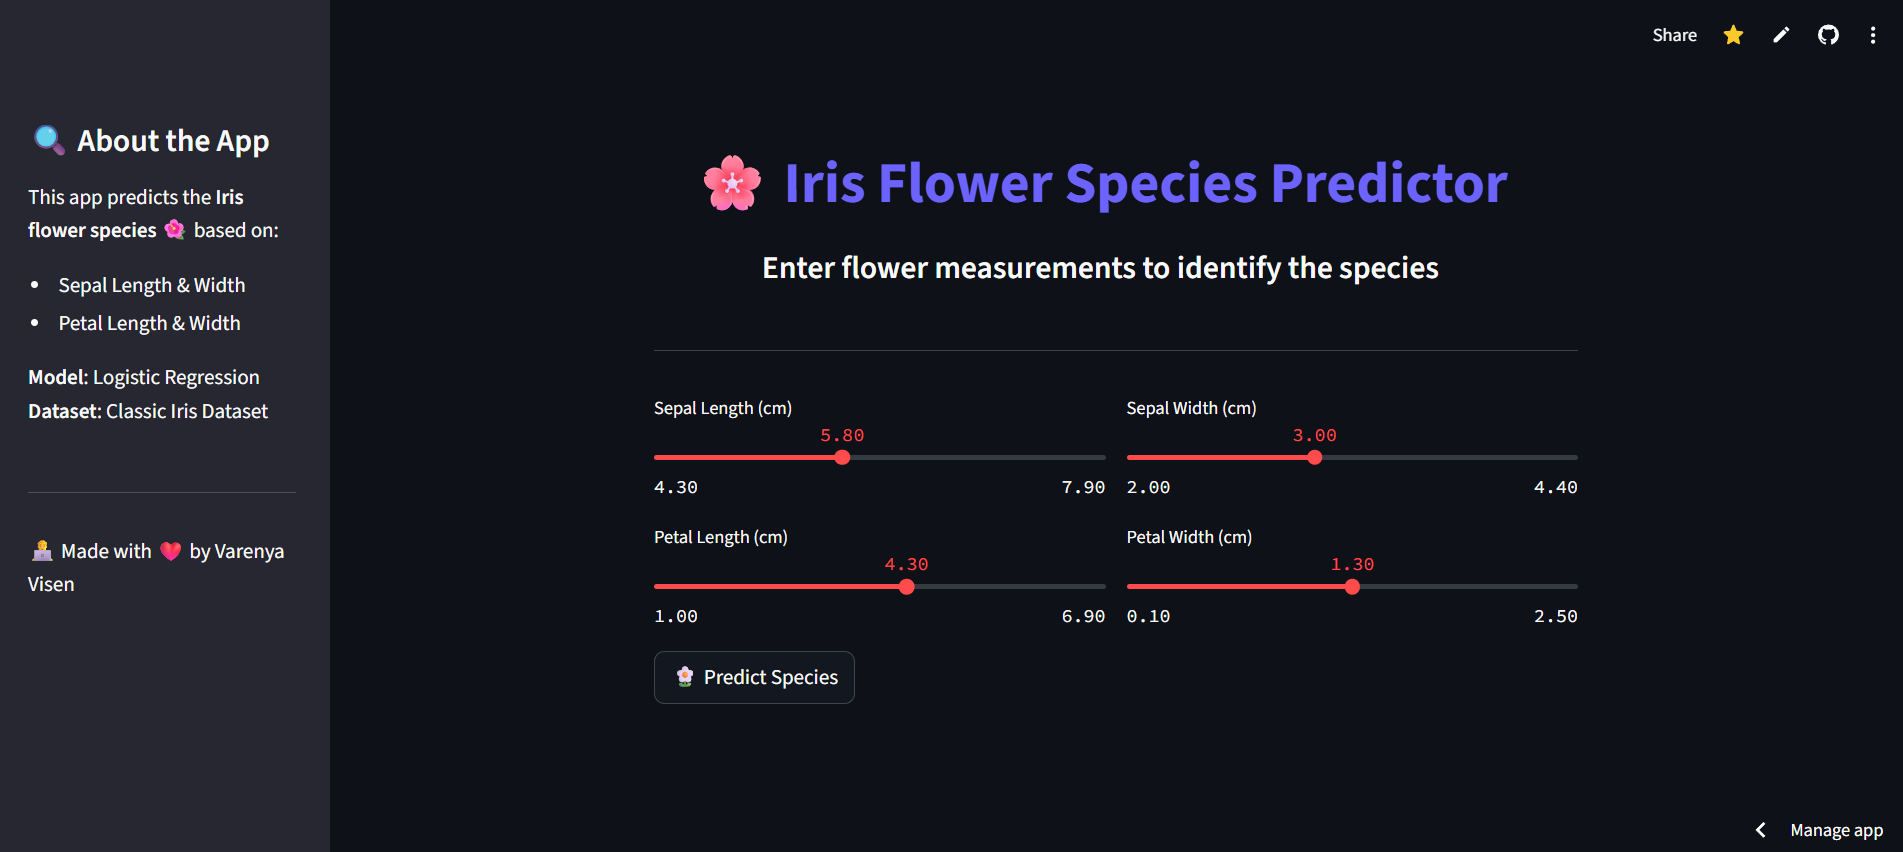 Share
🔍 About the App
This app predicts the Iris
flower species 🌺 based on:
• Sepal Length & Width
• Petal Length & Width
Model: Logistic Regression
Dataset: Classic Iris Dataset
🧑‍💻 Made with ❤️ by Varenya
Visen
🌸 Iris Flower Species Predictor
Enter flower measurements to identify the species
Sepal Length (cm)
5.80
4.30 7.90
Sepal Width (cm)
3.00
2.00 4.40
Petal Length (cm)
4.30
1.00 6.90
Petal Width (cm)
1.30
0.10 2.50
Predict Species
Manage app